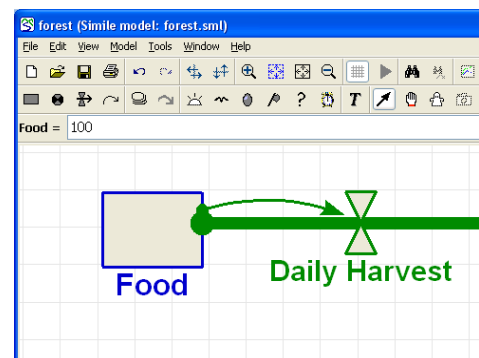 forest (Simile model: forest.sml)
File Edit View Model Tools Window Help
? T
Food = 100
Food
Daily Harvest